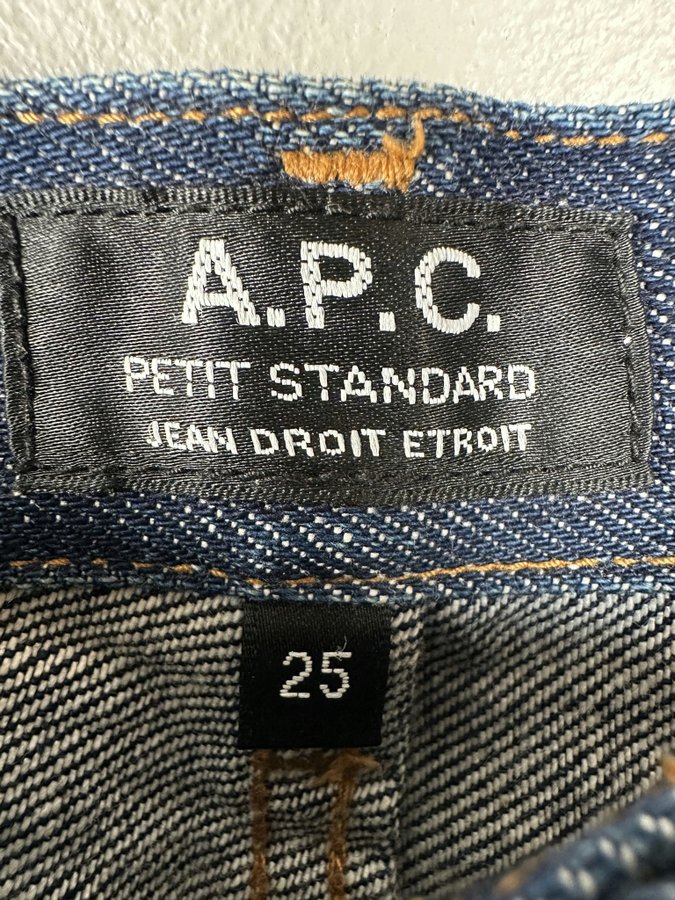 A.P.C.
PETIT STANDARD
JEAN DROIT ETROIT
25